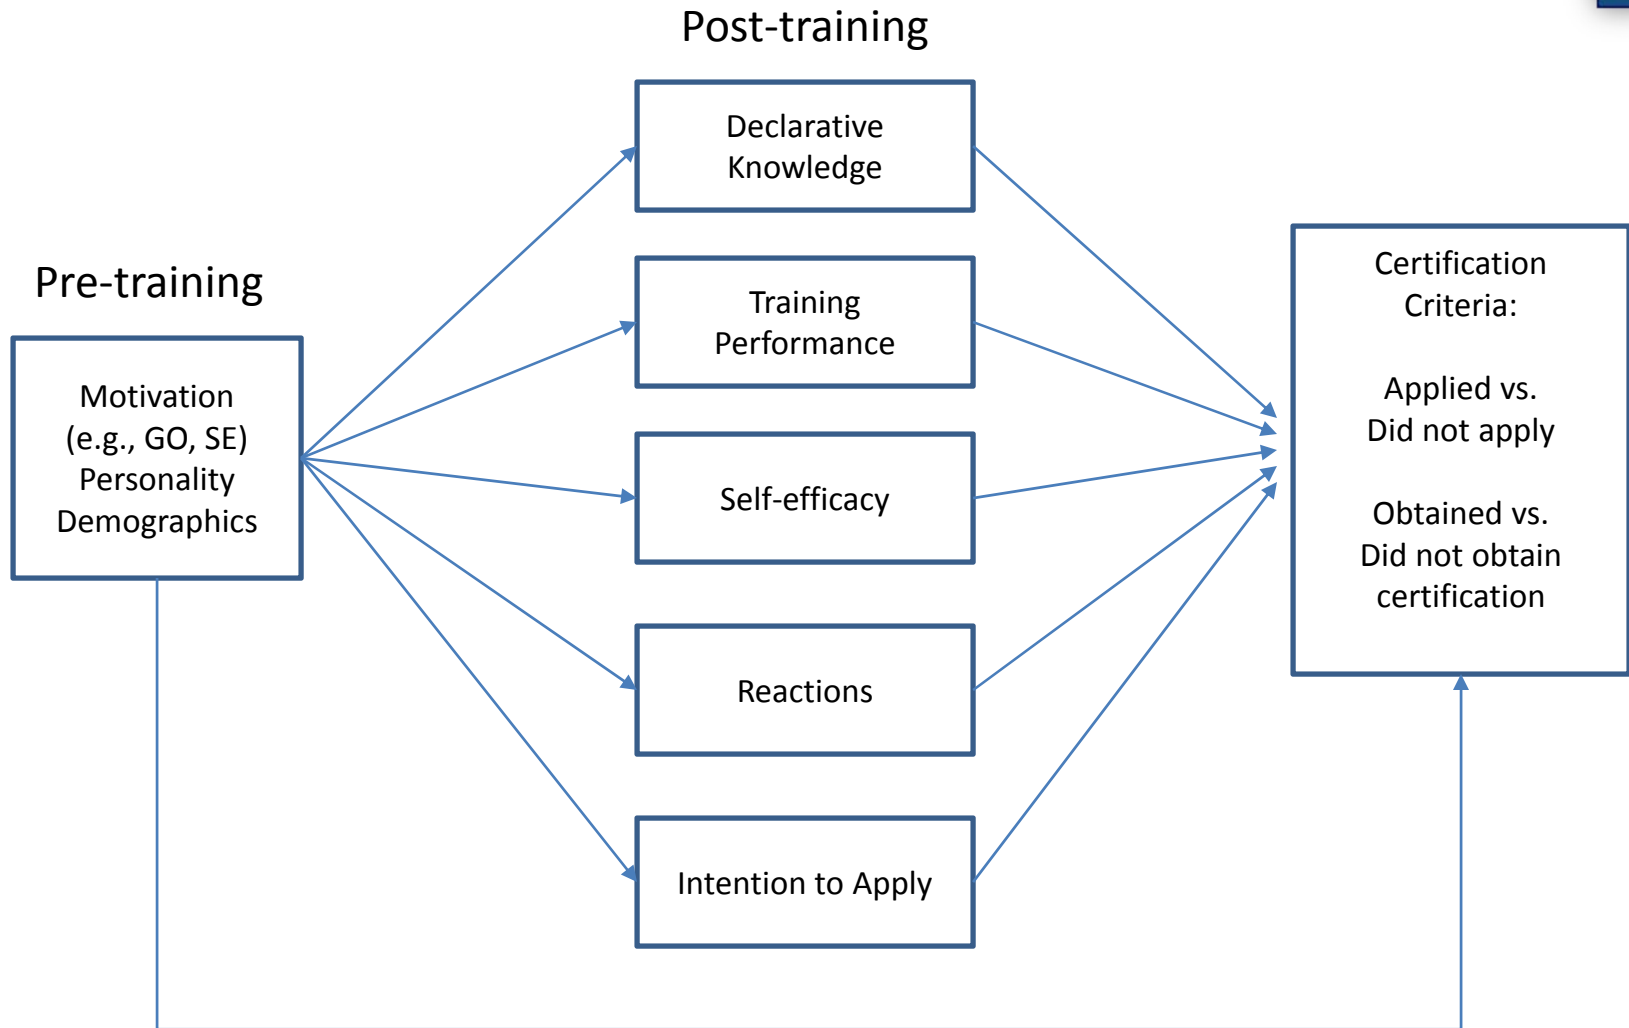 Post-training
Pre-training
Motivation
(e.g., GO, SE)
Personality
Demographics
Declarative
Knowledge
Training
Performance
Self-efficacy
Reactions
Intention to Apply
Certification
Criteria:
Applied vs.
Did not apply
Obtained vs.
Did not obtain
certification